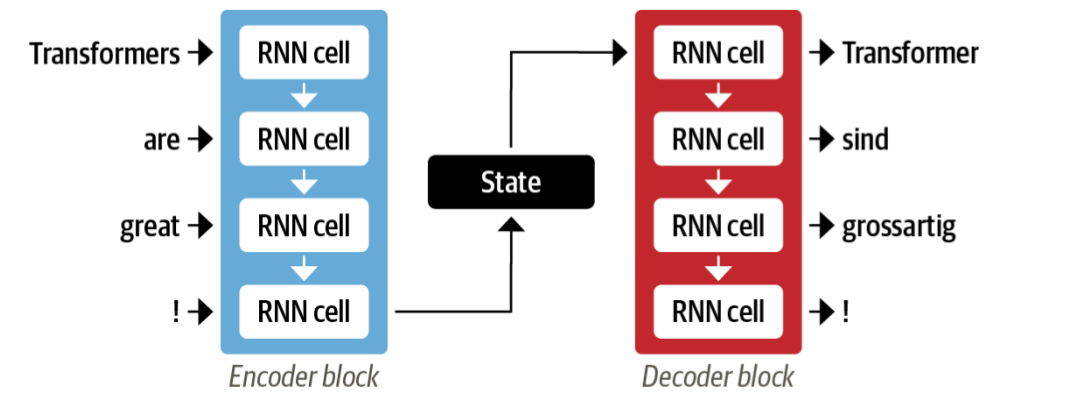 Transformers
RNN cell
RNN cell
Transformer
are
RNN cell
RNN cell
sind
State
great
RNN cell
RNN cell
grossartig
!
RNN cell
RNN cell
!
Encoder block
Decoder block